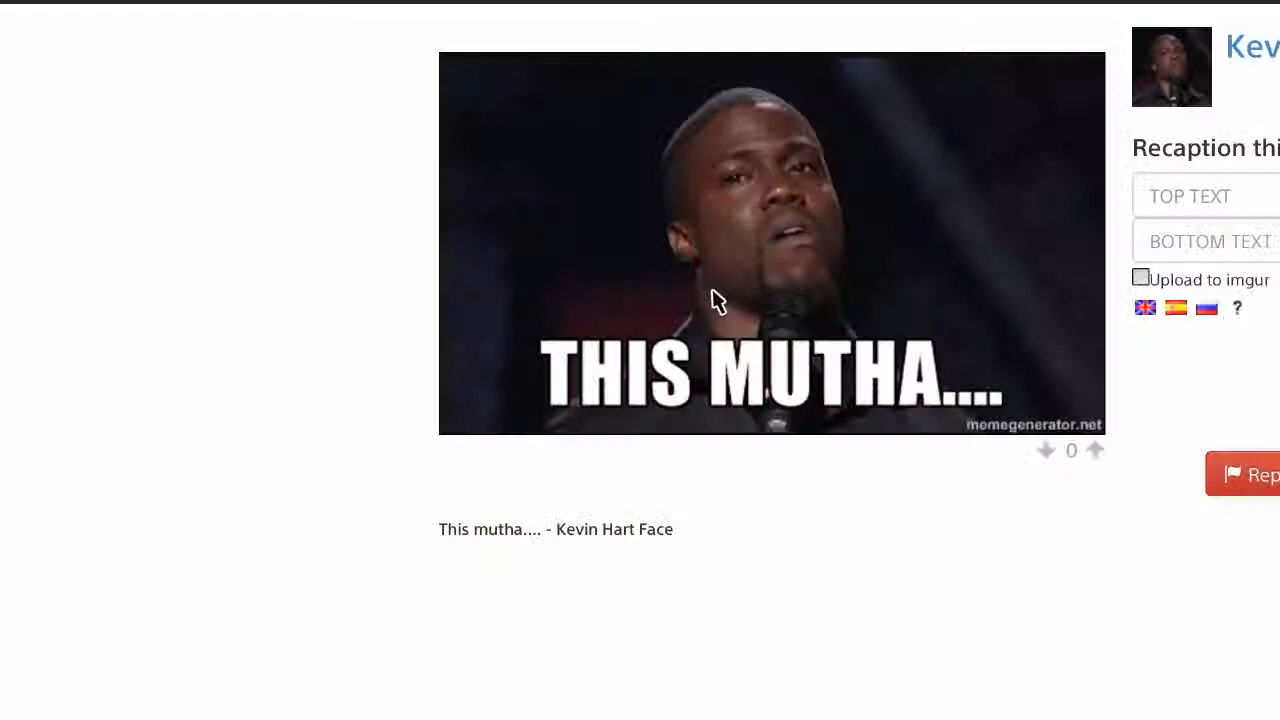 Kev
Recaption thi
TOP TEXT
BOTTOM TEXT
Upload to imgur
?
THIS MUTHA....
memegenerator.net
0
Rep
This mutha.... - Kevin Hart Face